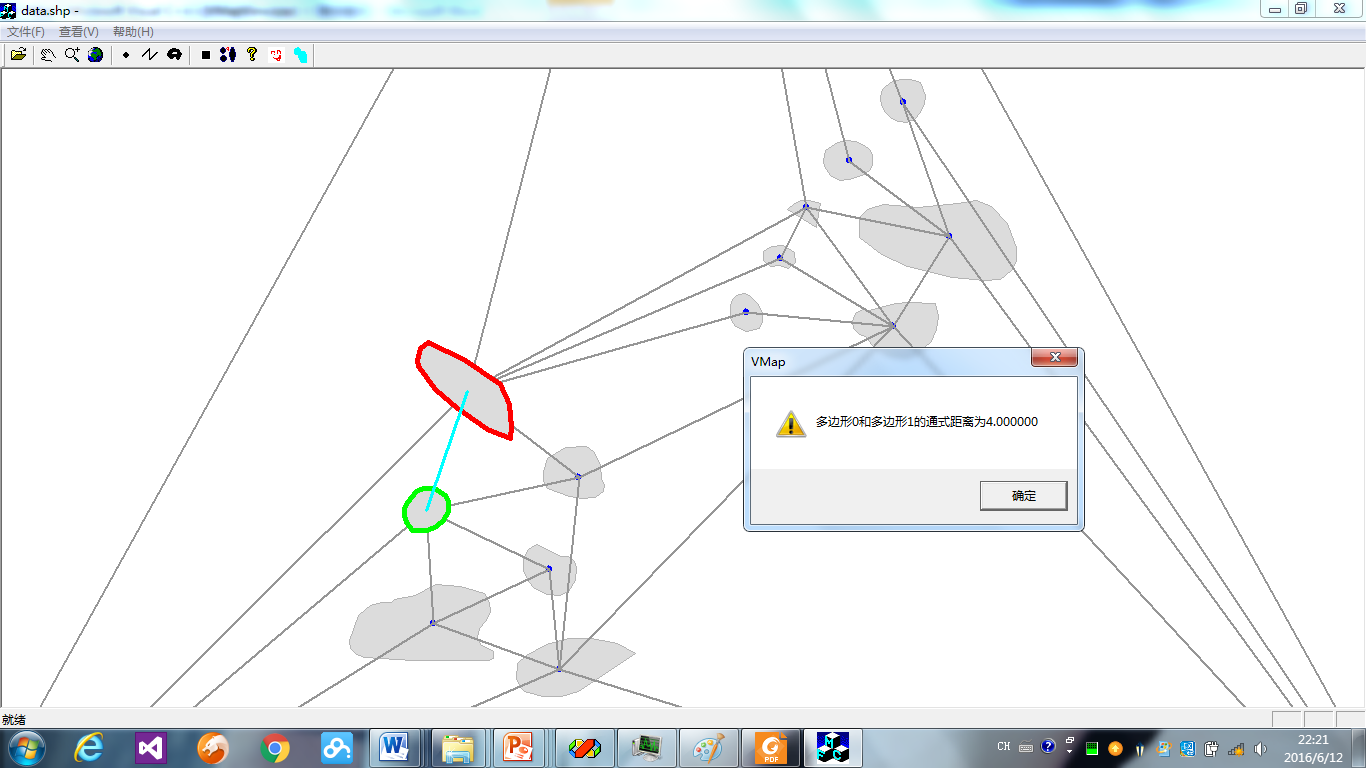 data.shp -
文件(F) 查看(V) 帮助(H)
VMap
多边形0和多边形1的通式距离为4.000000
确定
就绪
CH
22:21
2016/6/12